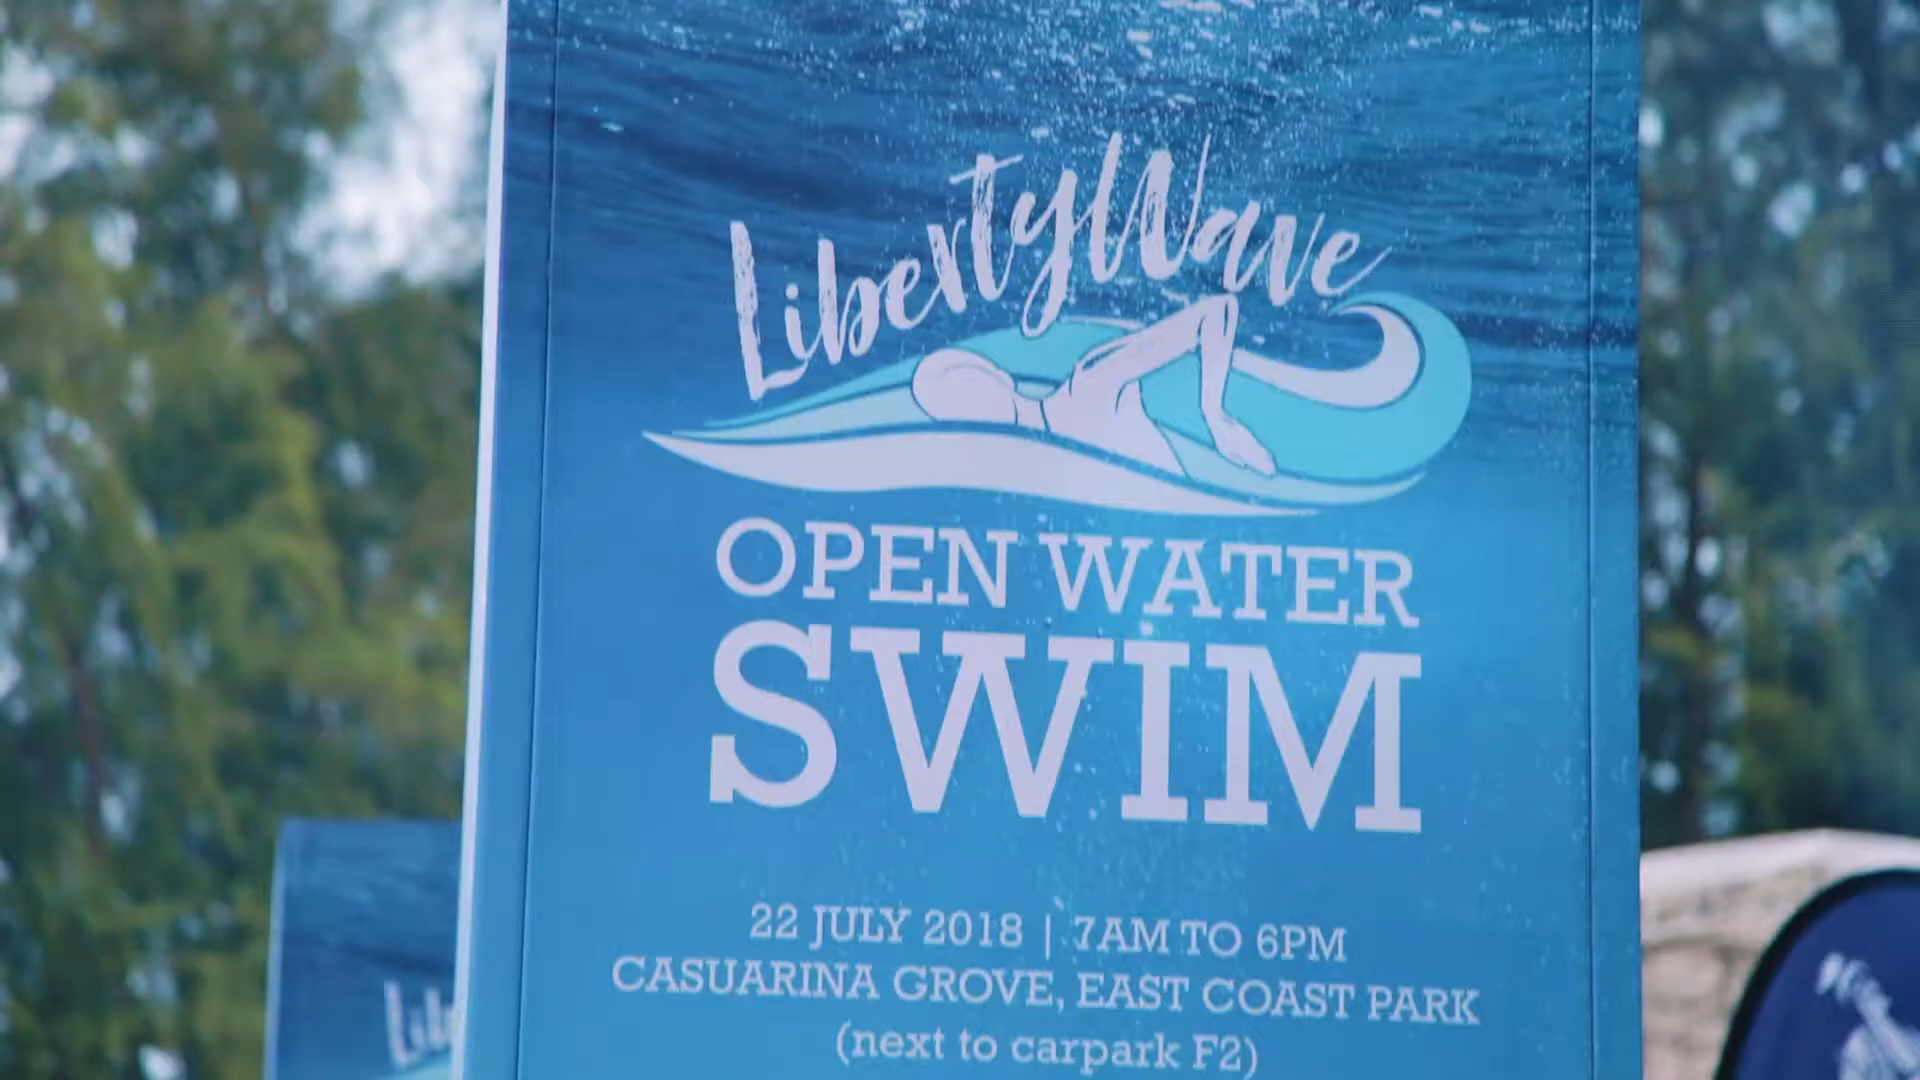 LibertyWave
OPEN WATER
SWIM
22 JULY 2018 | 7AM TO 6PM
CASUARINA GROVE, EAST COAST PARK
(next to carpark F2)